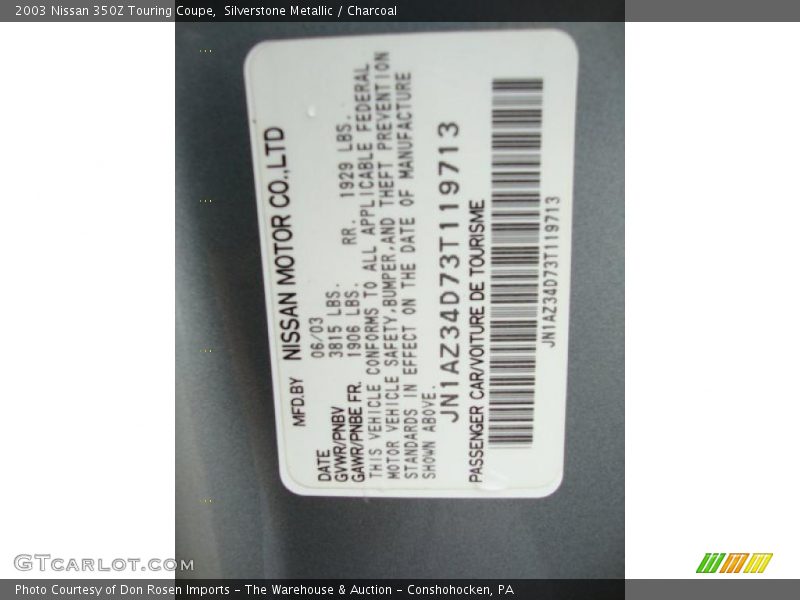 2003 Nissan 350Z Touring Coupe,  Silverstone Metallic / Charcoal
MFD.BY NISSAN MOTOR CO.,LTD
DATE 06/03
GVWR/PNBV 3815 LBS.
GAWR/PNBE FR. 1906 LBS. RR. 1929 LBS.
THIS VEHICLE CONFORMS TO ALL APPLICABLE FEDERAL
MOTOR VEHICLE SAFETY,BUMPER,AND THEFT PREVENTION
STANDARDS IN EFFECT ON THE DATE OF MANUFACTURE
SHOWN ABOVE.
JN1AZ34D73T119713
PASSENGER CAR/VOITURE DE TOURISME
JN1AZ34D73T119713
GTcarlot.com
Photo Courtesy of Don Rosen Imports - The Warehouse & Auction - Conshohocken, PA